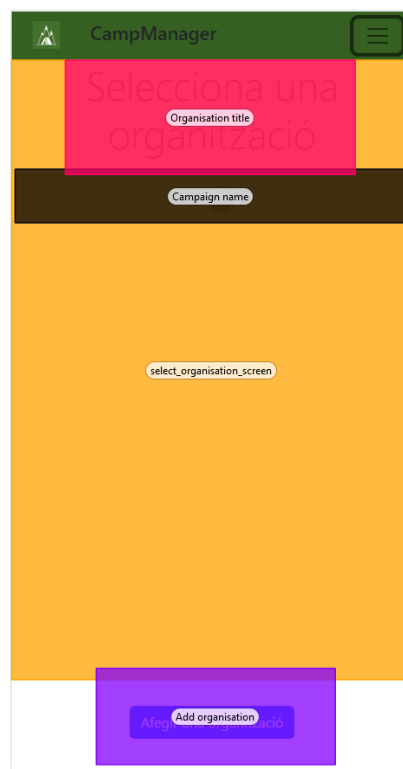 CampManager
Selecciona una
organització
Organisation title
Campaign name
select_organisation_screen
Add organisation